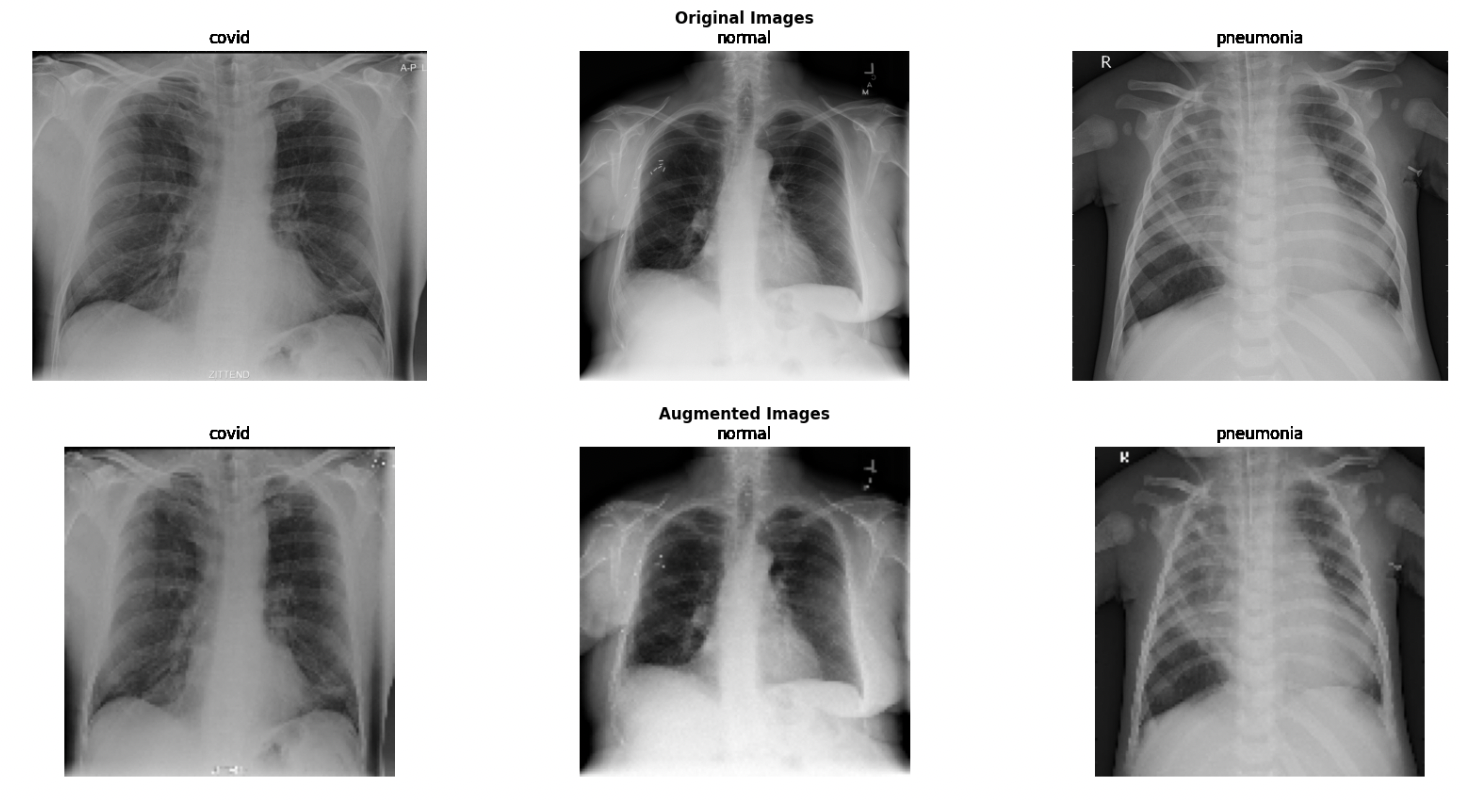 Original Images
covid
normal
pneumonia
A-P L
L
M
R
ZITTEND
Augmented Images
covid
normal
pneumonia